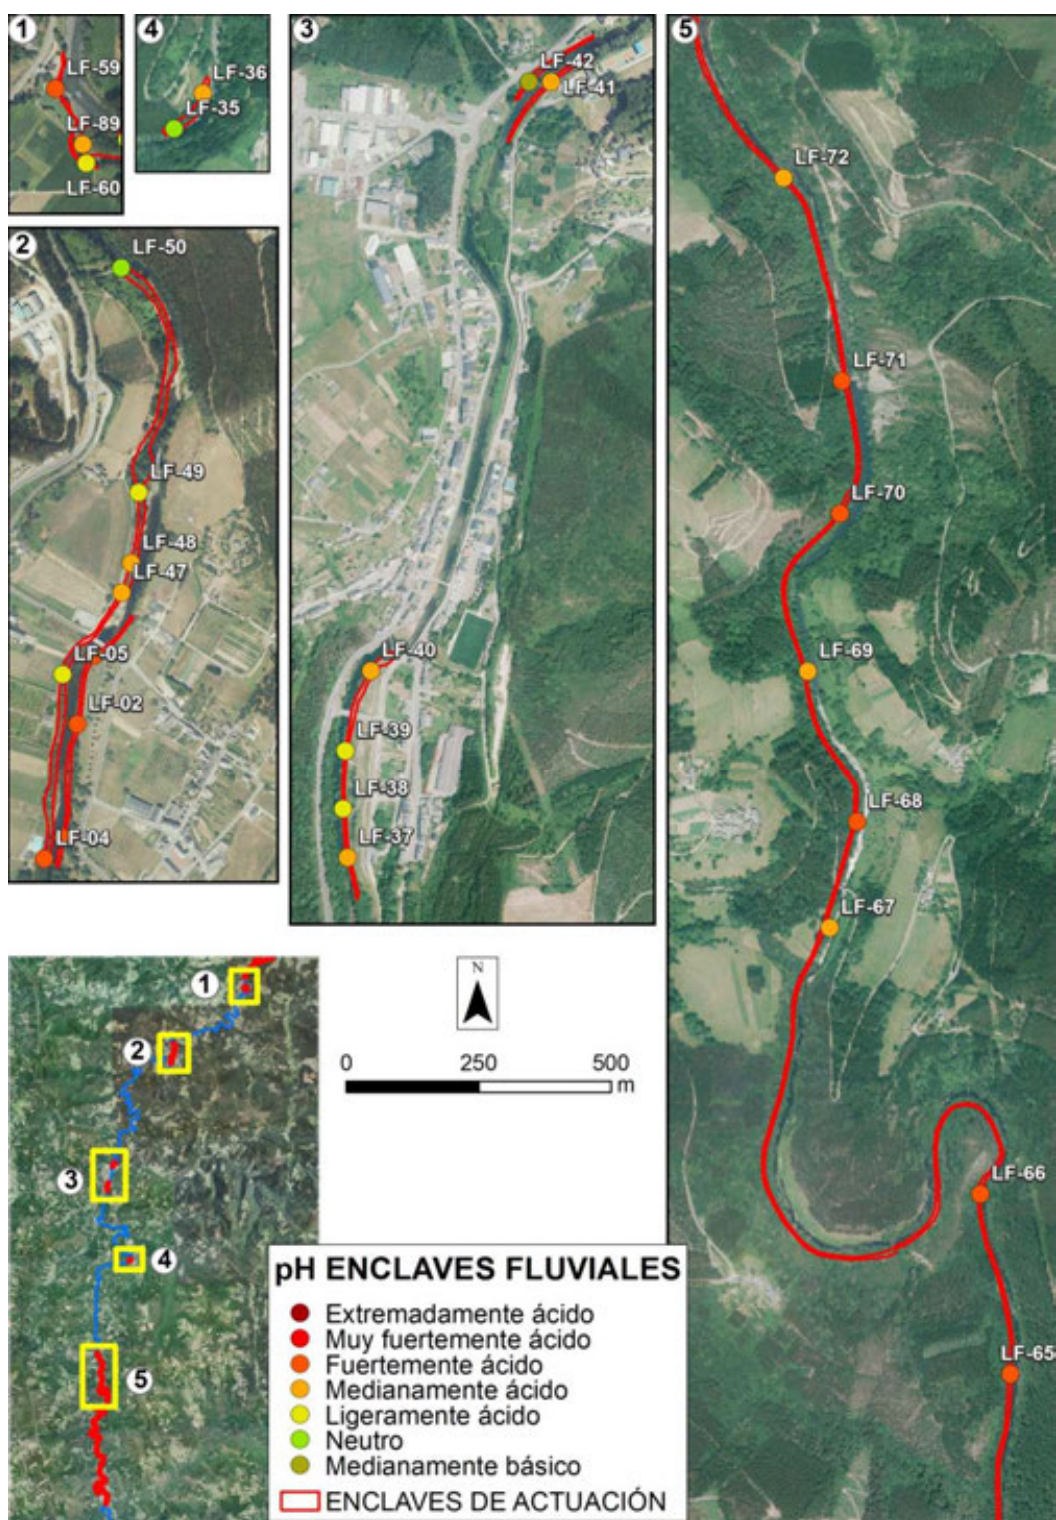 1
LF-59
LF-89
LF-60
4
LF-36
LF-35
3
LF-42
LF-41
LF-40
LF-39
LF-38
LF-37
5
LF-72
LF-71
LF-70
LF-69
LF-68
LF-67
LF-66
LF-65
2
LF-50
LF-49
LF-48
LF-47
LF-05
LF-02
LF-04
1
2
3
4
5
N
0 250 500
m
pH ENCLAVES FLUVIALES
Extremadamente ácido
Muy fuertemente ácido
Fuertemente ácido
Medianamente ácido
Ligeramente ácido
Neutro
Medianamente básico
ENCLAVES DE ACTUACIÓN